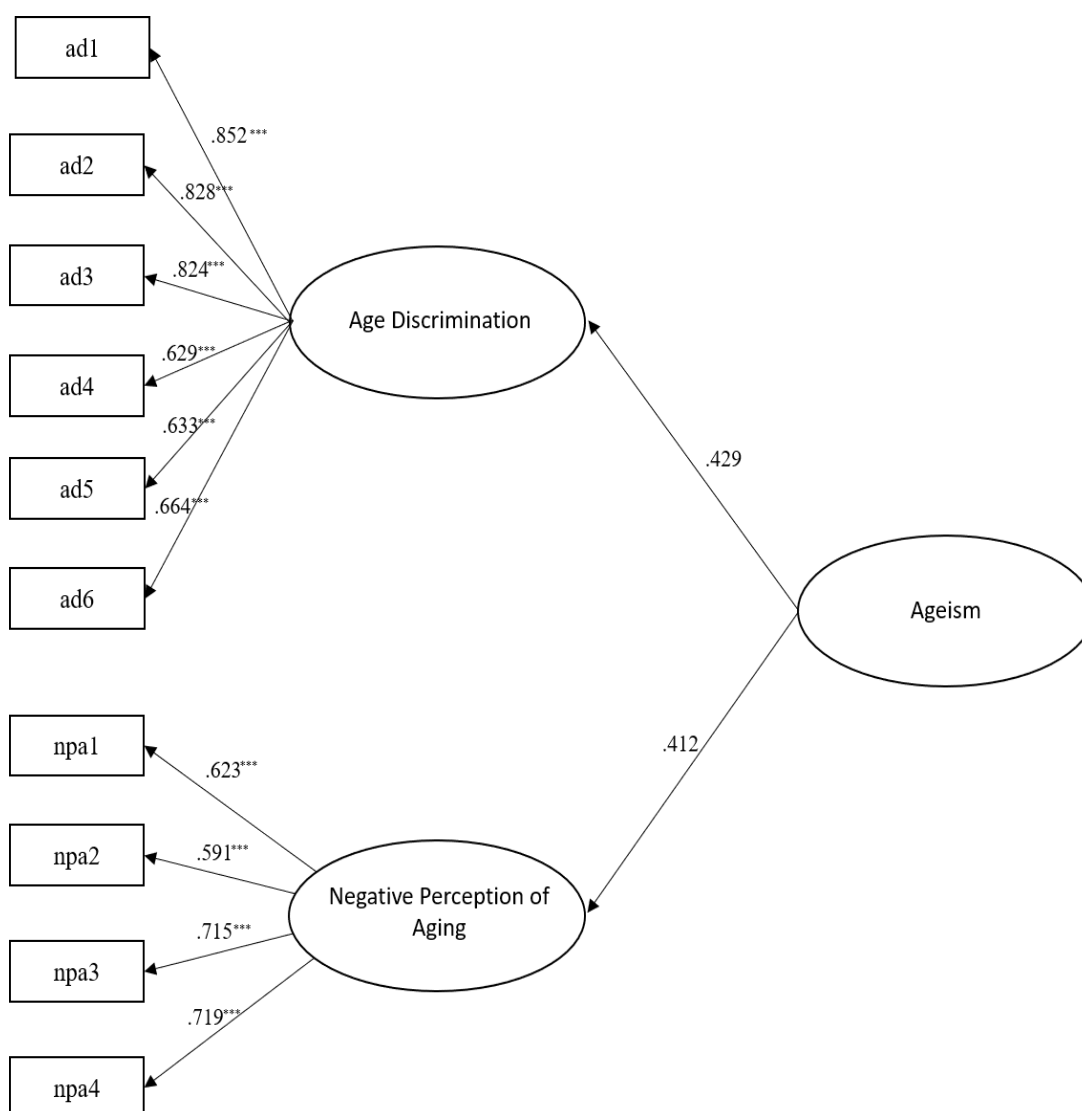 ad1
.852***
ad2
.828***
ad3
.824***
Age Discrimination
ad4
.629***
.633***
ad5
.664***
ad6
.429
Ageism
.412
npa1
.623***
npa2
.591***
Negative Perception of
Aging
npa3
.715***
.719***
npa4